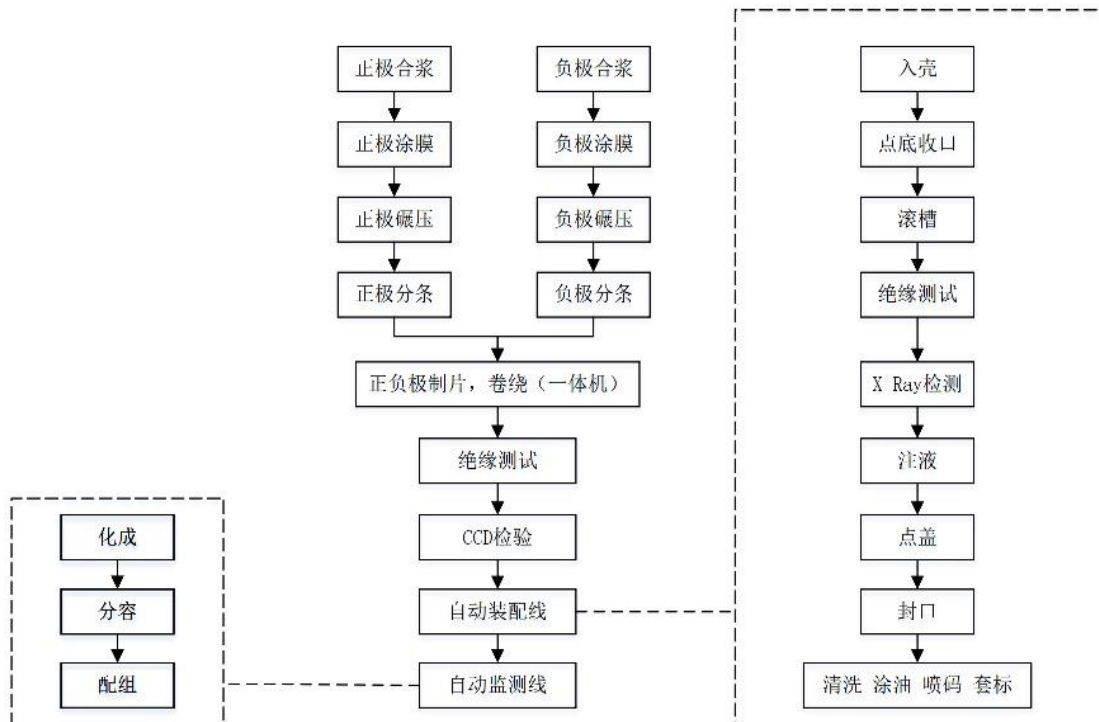 正极合浆
负极合浆
入壳
正极涂膜
负极涂膜
点底收口
正极碾压
负极碾压
滚槽
正极分条
负极分条
绝缘测试
正负极制片，卷绕（一体机）
X Ray检测
绝缘测试
注液
化成
CCD检验
点盖
分容
自动装配线
封口
配组
自动监测线
清洗 涂油 喷码 套标